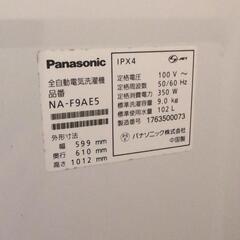 Panasonic
全自動電気洗濯機
品番
NA-F9AE5
外形寸法
幅 599 mm
奥行 610 mm
高さ 1012 mm
IPX4
JET
定格電圧 100 V~
定格周波数 50/60 Hz
定格消費電力 350 W
標準洗濯容量 9.0 kg
標準使用水量 102 L
製造番号 1763500073
パナソニック株式会社
中国製